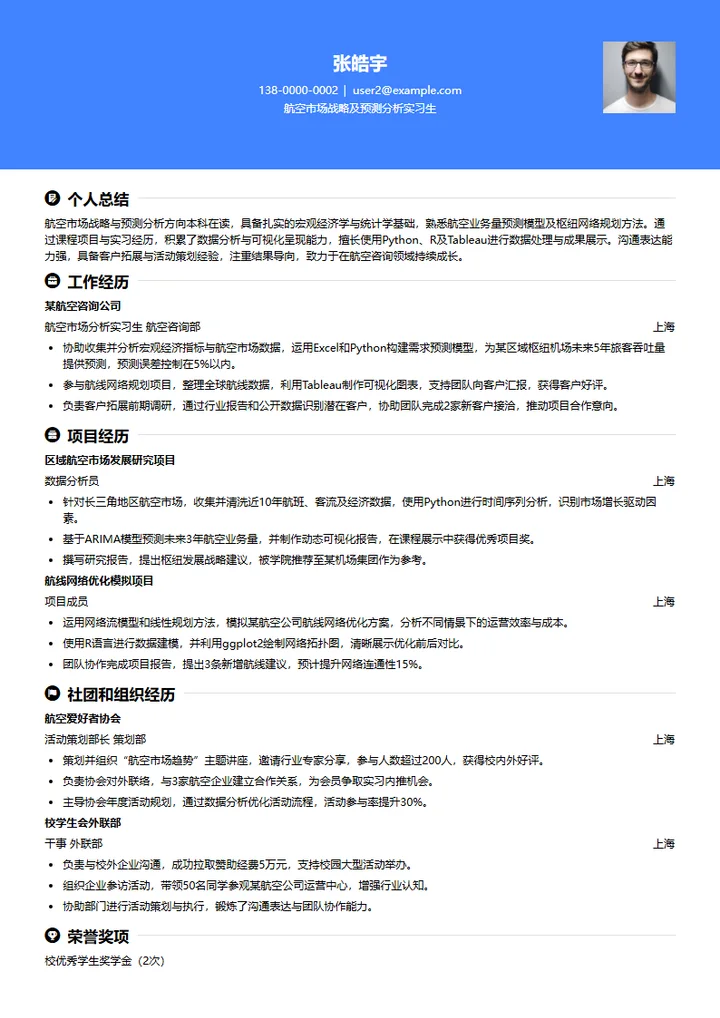 张皓宇
138-0000-0002 | user2@example.com
航空市场战略及预测分析实习生
个人总结
航空市场战略与预测分析方向本科在读，具备扎实的宏观经济学与统计学基础，熟悉航空业务量预测模型及枢纽网络规划方法。通
过课程项目与实习经历，积累了数据分析与可视化呈现能力，擅长使用Python、R及Tableau进行数据处理与成果展示。沟通表达能
力强，具备客户拓展与活动策划经验，注重结果导向，致力于在航空咨询领域持续成长。
工作经历
某航空咨询公司
航空市场分析实习生 航空咨询部 上海
• 协助收集并分析宏观经济指标与航空市场数据，运用Excel和Python构建需求预测模型，为某区域枢纽机场未来5年旅客吞吐量
提供预测，预测误差控制在5%以内。
• 参与航线网络规划项目，整理全球航线数据，利用Tableau制作可视化图表，支持团队向客户汇报，获得客户好评。
• 负责客户拓展前期调研，通过行业报告和公开数据识别潜在客户，协助团队完成2家新客户接洽，推动项目合作意向。
项目经历
区域航空市场发展研究项目
数据分析员 上海
• 针对长三角地区航空市场，收集并清洗近10年航班、客流及经济数据，使用Python进行时间序列分析，识别市场增长驱动因
素。
• 基于ARIMA模型预测未来3年航空业务量，并制作动态可视化报告，在课程展示中获得优秀项目奖。
• 撰写研究报告，提出枢纽发展战略建议，被学院推荐至某机场集团作为参考。
航线网络优化模拟项目
项目成员 上海
• 运用网络流模型和线性规划方法，模拟某航空公司航线网络优化方案，分析不同情景下的运营效率与成本。
• 使用R语言进行数据建模，并利用ggplot2绘制网络拓扑图，清晰展示优化前后对比。
• 团队协作完成项目报告，提出3条新增航线建议，预计提升网络连通性15%。
社团和组织经历
航空爱好者协会
活动策划部长 策划部 上海
• 策划并组织“航空市场趋势”主题讲座，邀请行业专家分享，参与人数超过200人，获得校内外好评。
• 负责协会对外联络，与3家航空企业建立合作关系，为会员争取实习内推机会。
• 主导协会年度活动规划，通过数据分析优化活动流程，活动参与率提升30%。
校学生会外联部
干事 外联部 上海
• 负责与校外企业沟通，成功拉取赞助经费5万元，支持校园大型活动举办。
• 组织企业参访活动，带领50名同学参观某航空公司运营中心，增强行业认知。
• 协助部门进行活动策划与执行，锻炼了沟通表达与团队协作能力。
荣誉奖项
校优秀学生奖学金（2次）